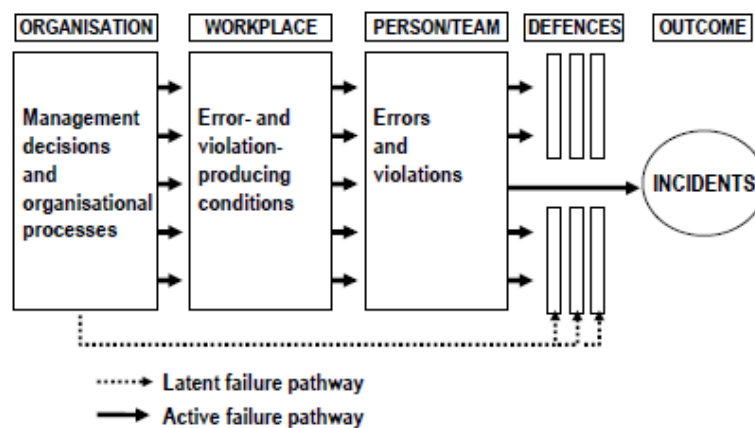 ORGANISATION
WORKPLACE
PERSON/TEAM
DEFENCES
OUTCOME
Management
decisions
and
organisational
processes
Error- and
violation-
producing
conditions
Errors
and
violations
INCIDENTS
Latent failure pathway
Active failure pathway